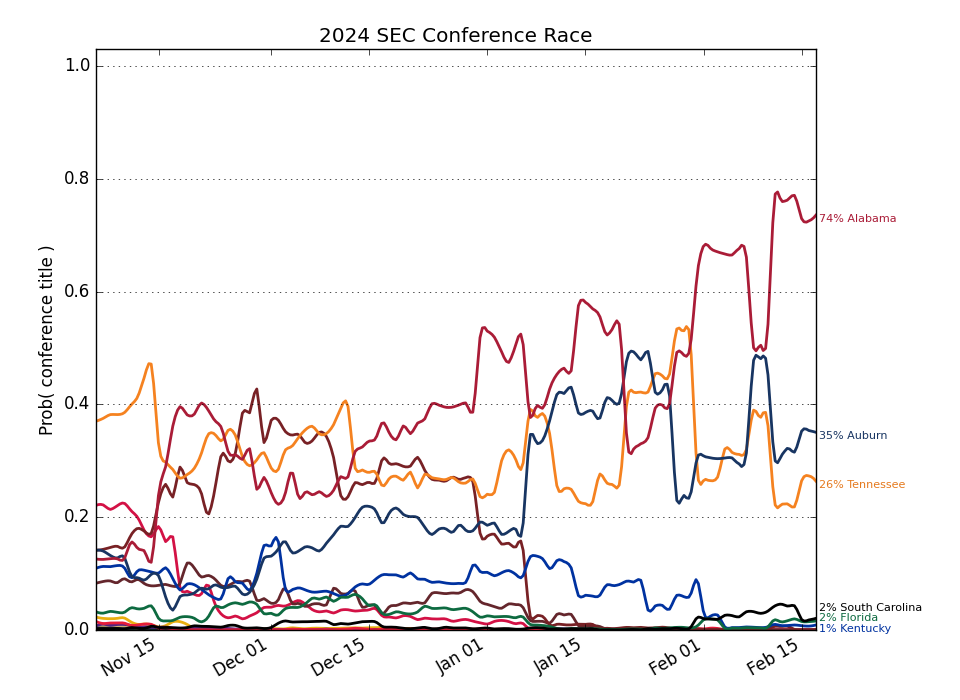 2024 SEC Conference Race
Prob( conference title )
1.0
0.8
0.6
0.4
0.2
0.0
74% Alabama
35% Auburn
26% Tennessee
2% South Carolina
2% Florida
1% Kentucky
Nov 15
Dec 01
Dec 15
Jan 01
Jan 15
Feb 01
Feb 15